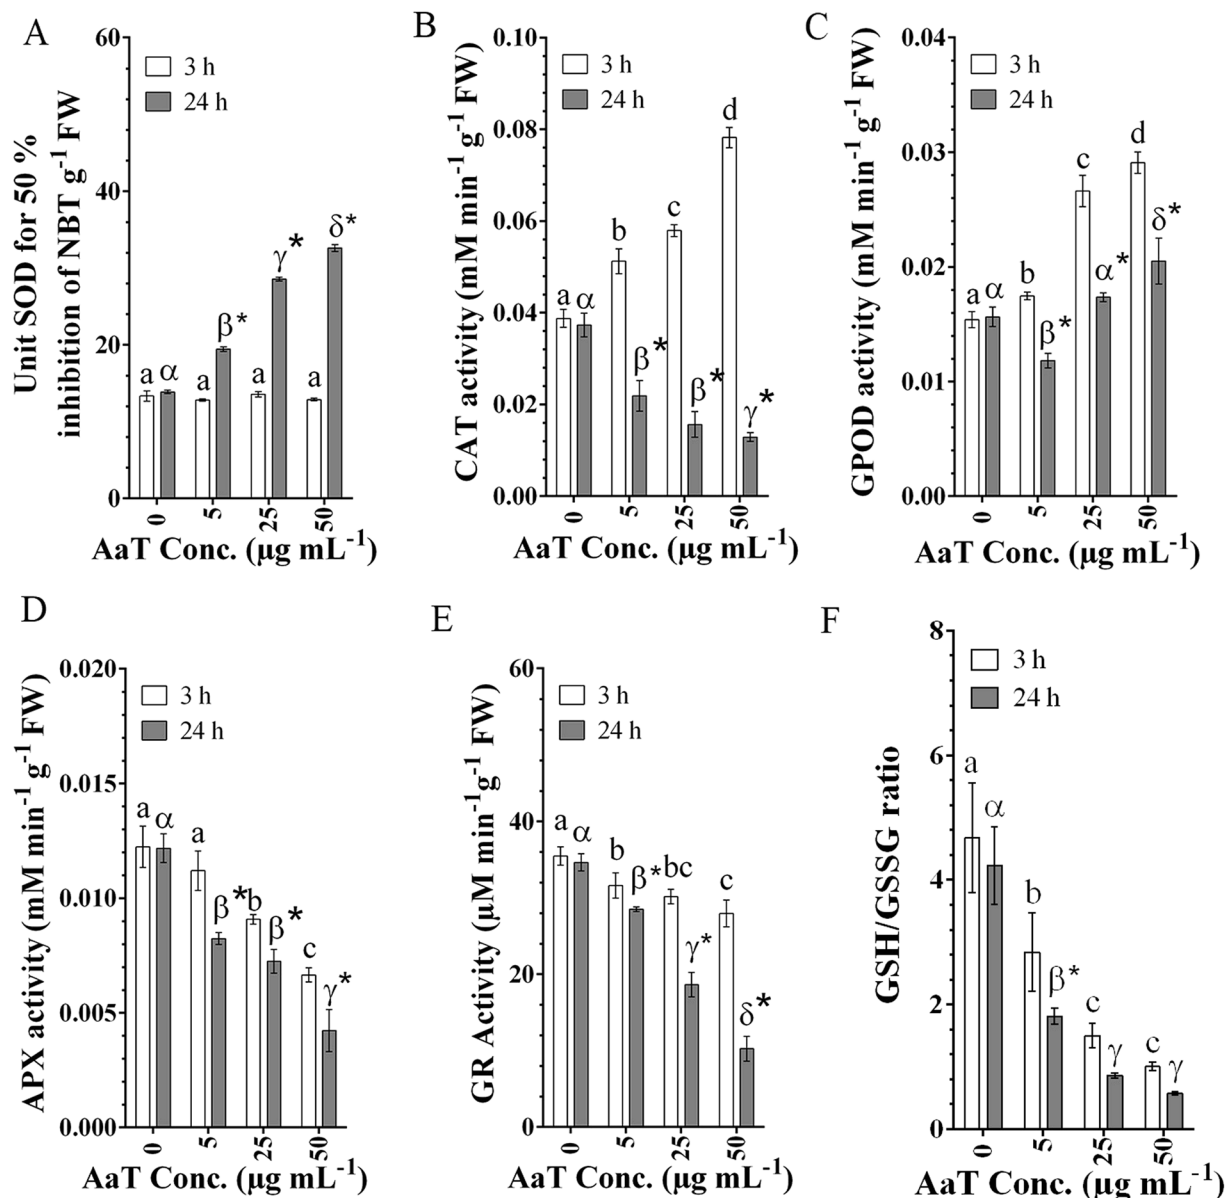 A
Unit SOD for 50 %
inhibition of NBT g-1 FW
60
40
20
0
3 h
24 h
a α a β* a γ* a δ*
0 5 25 50
AaT Conc. (µg mL-1)
B
CAT activity (mM min-1 g-1 FW)
0.10
0.08
0.06
0.04
0.02
0.00
3 h
24 h
a α b β* c β* d γ*
0 5 25 50
AaT Conc. (µg mL-1)
C
GPOD activity (mM min-1 g-1 FW)
0.04
0.03
0.02
0.01
0.00
3 h
24 h
a α b β* c α* d δ*
0 5 25 50
AaT Conc. (µg mL-1)
D
APX activity (mM min-1 g-1 FW)
0.020
0.015
0.010
0.005
0.000
3 h
24 h
a α a β* b β* c γ*
0 5 25 50
AaT Conc. (µg mL-1)
E
GR Activity (µM min-1g-1 FW)
60
40
20
0
3 h
24 h
a α b β* bc γ* c δ*
0 5 25 50
AaT Conc. (µg mL-1)
F
GSH/GSSG ratio
8
6
4
2
0
3 h
24 h
a α b β* c γ c γ
0 5 25 50
AaT Conc. (µg mL-1)